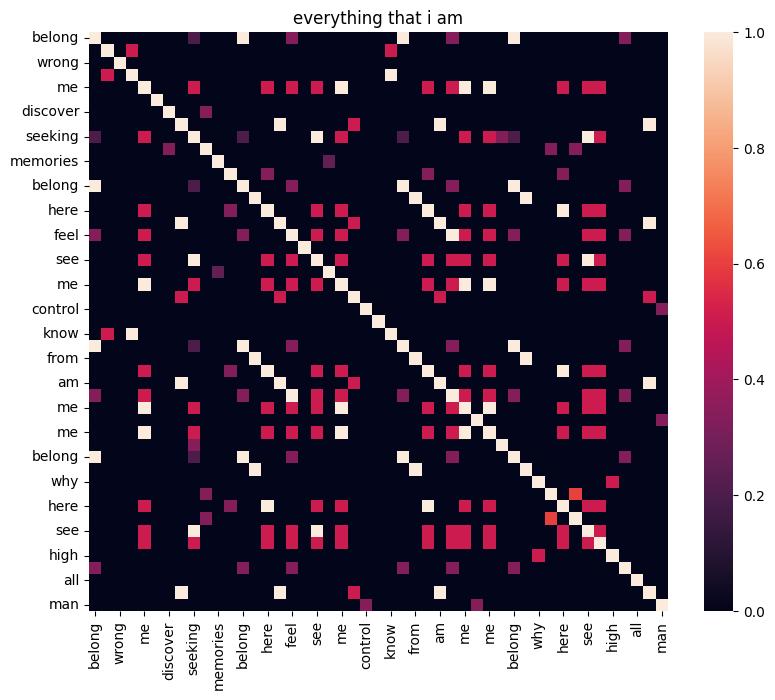 everything that i am
belong
wrong
me
discover
seeking
memories
belong
here
feel
see
me
control
know
from
am
me
me
belong
why
here
see
high
all
man
1.0
0.8
0.6
0.4
0.2
0.0
belong
wrong
me
discover
seeking
memories
belong
here
feel
see
me
control
know
from
am
me
me
belong
why
here
see
high
all
man